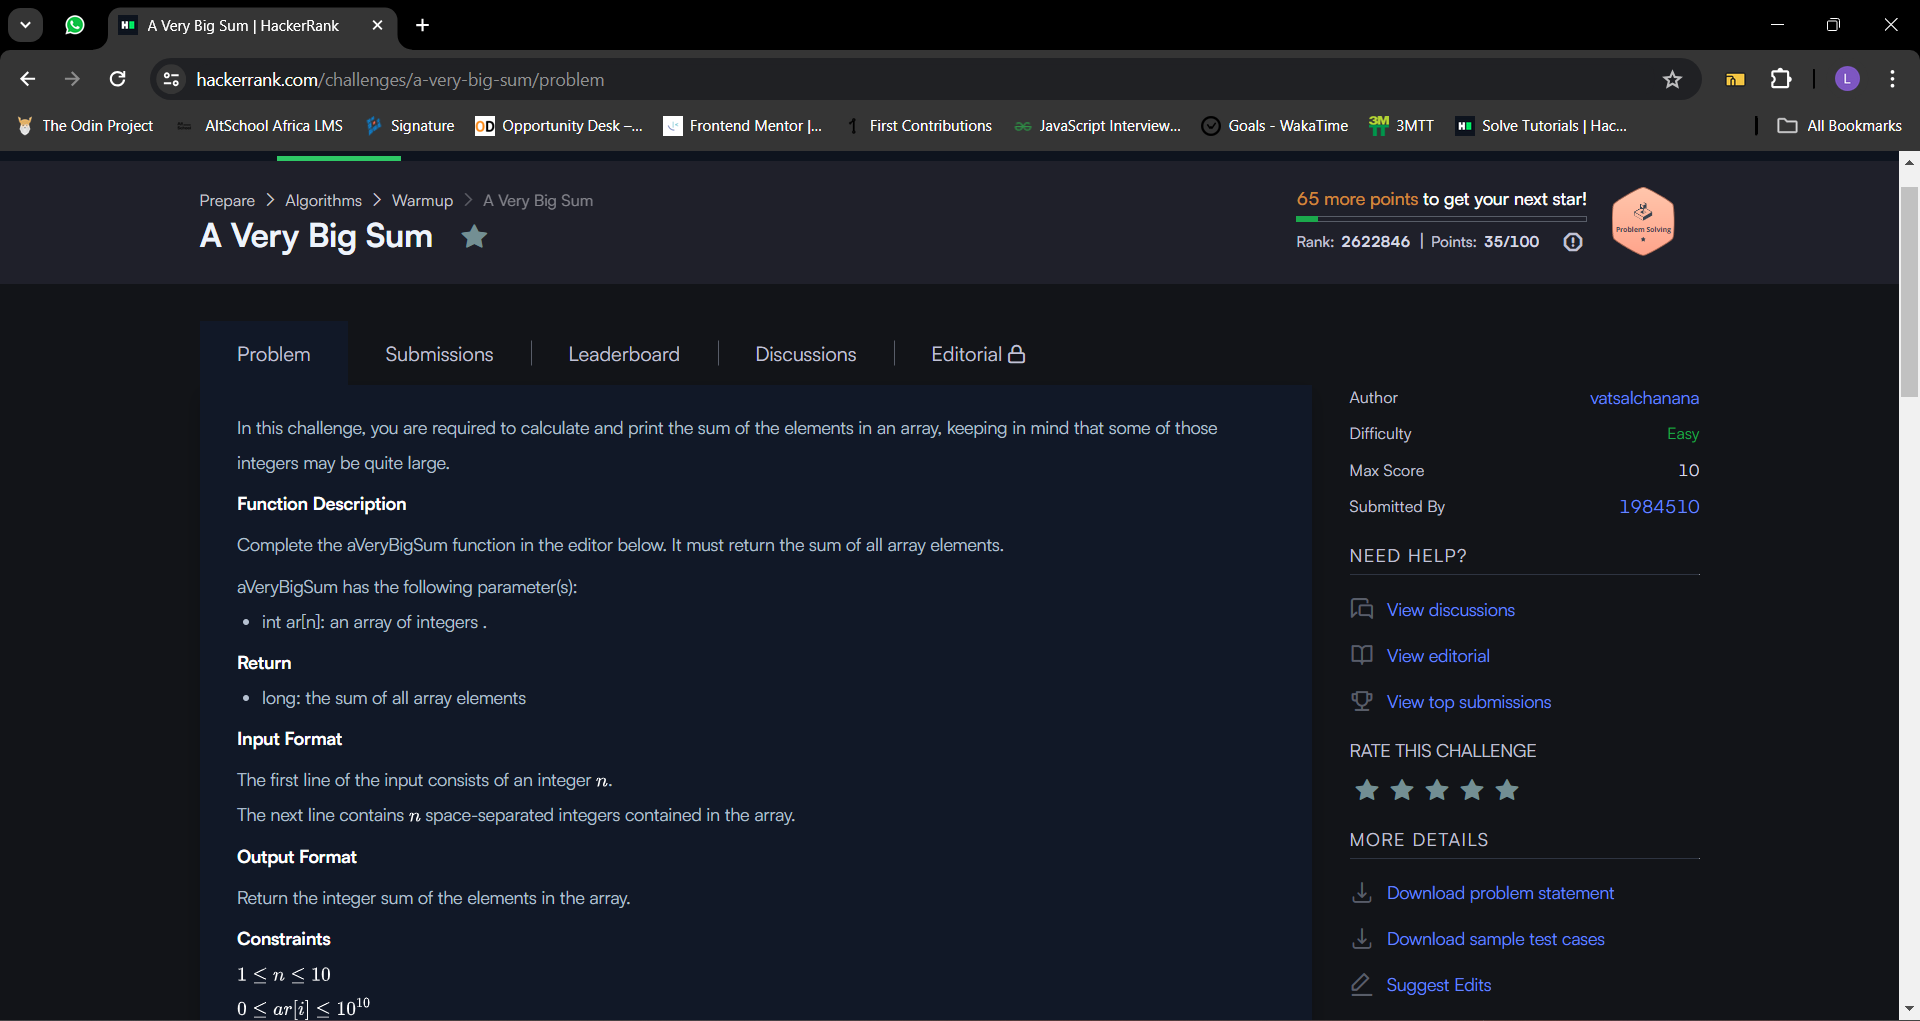 A Very Big Sum | HackerRank
hackerrank.com/challenges/a-very-big-sum/problem
L
The Odin Project
AltSchool Africa LMS
Signature
OD Opportunity Desk –...
Frontend Mentor |...
First Contributions
JavaScript Interview...
Goals - WakaTime
3M 3MTT
H Solve Tutorials | Hac...
All Bookmarks
Prepare > Algorithms > Warmup > A Very Big Sum
A Very Big Sum
65 more points to get your next star!
Rank: 2622846 | Points: 35/100
Problem Solving
Problem
Submissions
Leaderboard
Discussions
Editorial
In this challenge, you are required to calculate and print the sum of the elements in an array, keeping in mind that some of those
integers may be quite large.
Function Description
Complete the aVeryBigSum function in the editor below. It must return the sum of all array elements.
aVeryBigSum has the following parameter(s):
• int ar[n]: an array of integers .
Return
• long: the sum of all array elements
Input Format
The first line of the input consists of an integer n.
The next line contains n space-separated integers contained in the array.
Output Format
Return the integer sum of the elements in the array.
Constraints
1 ≤ n ≤ 10
0 ≤ ar[i] ≤ 10¹⁰
Author vatsalchanana
Difficulty Easy
Max Score 10
Submitted By 1984510
NEED HELP?
View discussions
View editorial
View top submissions
RATE THIS CHALLENGE
MORE DETAILS
Download problem statement
Download sample test cases
Suggest Edits